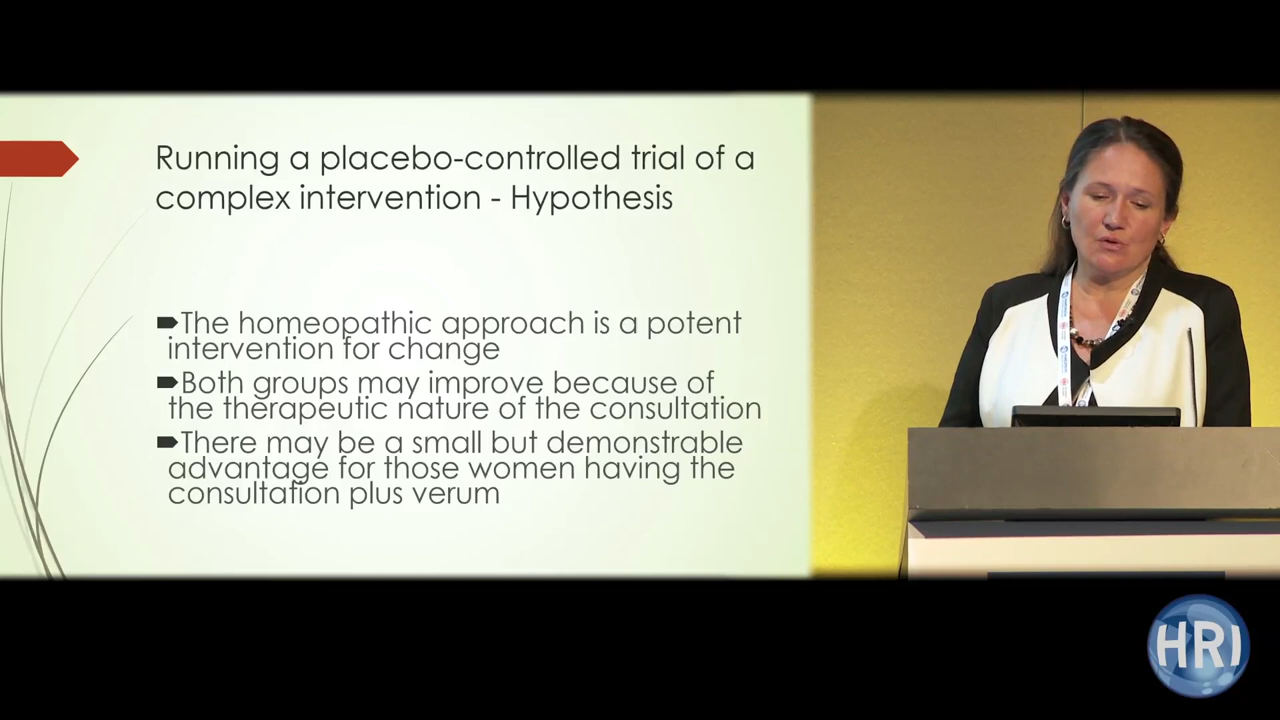 Running a placebo-controlled trial of a
complex intervention - Hypothesis
The homeopathic approach is a potent
intervention for change
Both groups may improve because of
the therapeutic nature of the consultation
There may be a small but demonstrable
advantage for those women having the
consultation plus verum
HRI